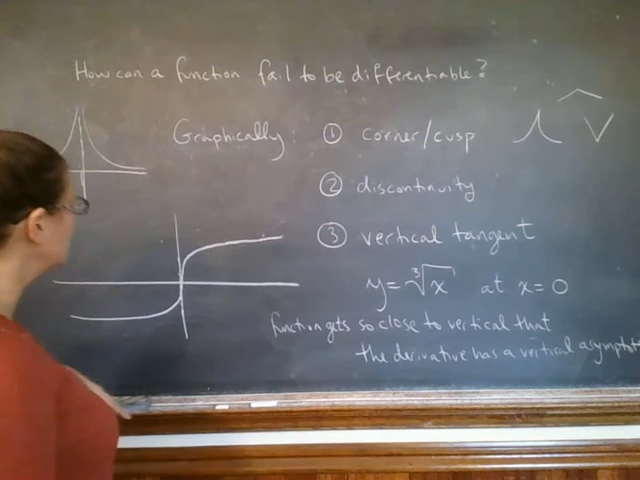 How can a function fail to be differentiable?
Graphically: ① corner/cusp
② discontinuity
③ vertical tangent
y = ∛x at x = 0
function gets so close to vertical that
the derivative has a vertical asymptote